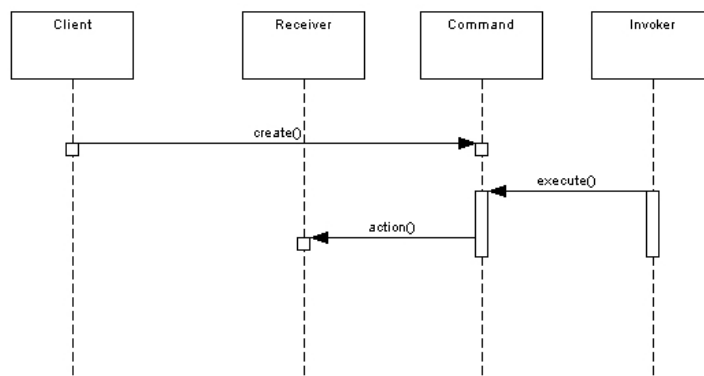 Client
Receiver
Command
Invoker
create()
execute()
action()